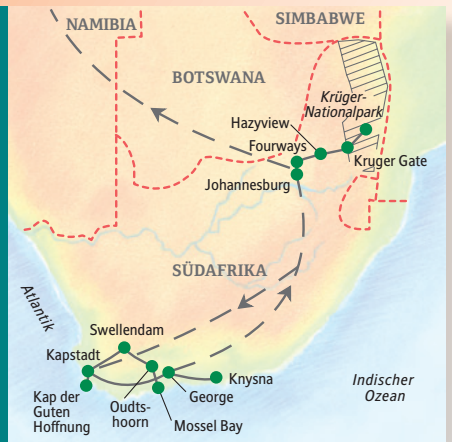 NAMIBIA
SIMBABWE
BOTSWANA
Krüger-
Nationalpark
Hazyview
Fourways
Kruger Gate
Johannesburg
SÜDAFRIKA
Atlantik
Swellendam
Kapstadt
Knysna
Indischer
Ozean
Kap der
Guten
Hoffnung
Oudts-
hoorn
George
Mossel Bay